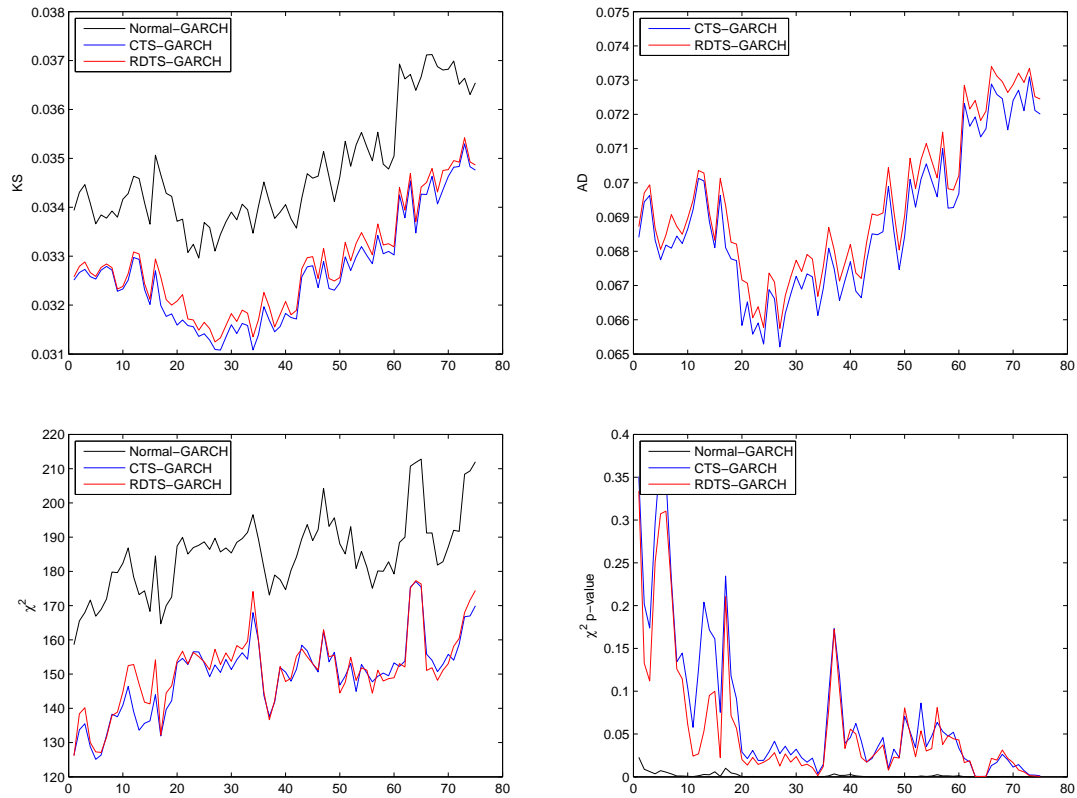 0.038
0.037
0.036
0.035
0.034
0.033
0.032
0.031
KS
0 10 20 30 40 50 60 70 80
Normal−GARCH
CTS−GARCH
RDTS−GARCH
0.075
0.074
0.073
0.072
0.071
0.07
0.069
0.068
0.067
0.066
0.065
AD
0 10 20 30 40 50 60 70 80
CTS−GARCH
RDTS−GARCH
220
210
200
190
180
170
160
150
140
130
120
χ²
0 10 20 30 40 50 60 70 80
Normal−GARCH
CTS−GARCH
RDTS−GARCH
0.4
0.35
0.3
0.25
0.2
0.15
0.1
0.05
0
χ² p−value
0 10 20 30 40 50 60 70 80
Normal−GARCH
CTS−GARCH
RDTS−GARCH